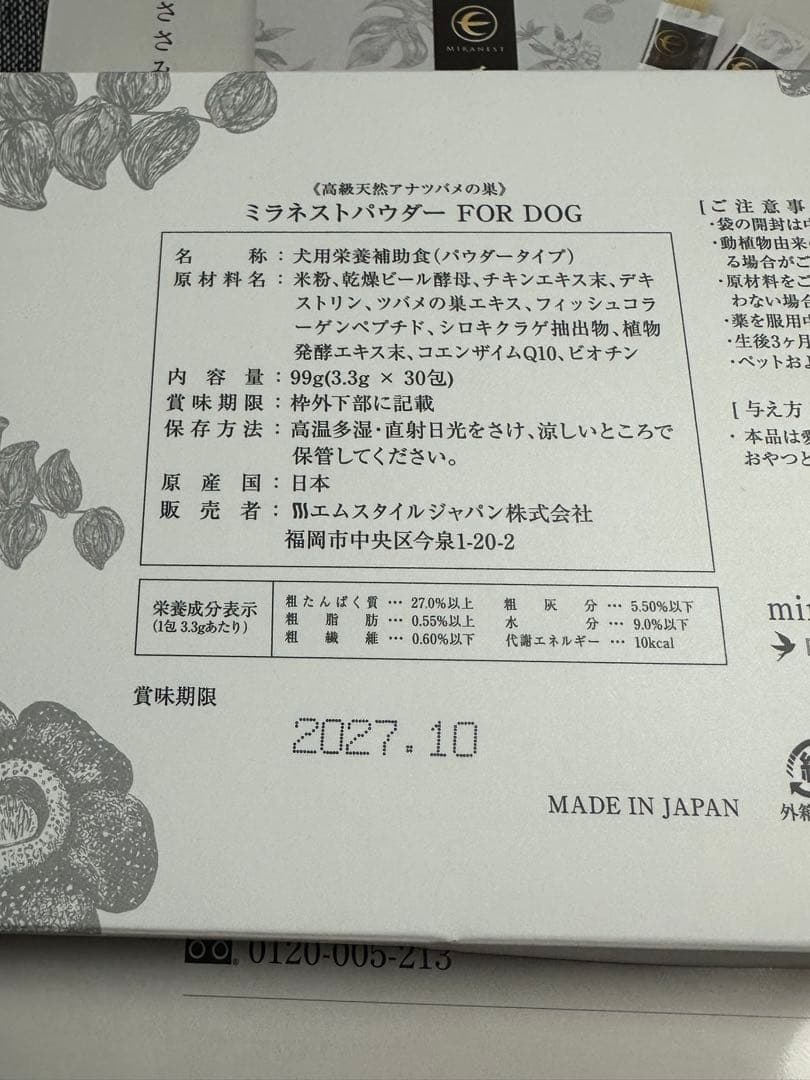 ささみ
MIRANEST
《高級天然アナツバメの巣》
ミラネストパウダー FOR DOG
名称：犬用栄養補助食（パウダータイプ）
原材料名：米粉、乾燥ビール酵母、チキンエキス末、デキ
ストリン、ツバメの巣エキス、フィッシュコラ
ーゲンペプチド、シロキクラゲ抽出物、植物
発酵エキス末、コエンザイムQ10、ビオチン
内容量：99g(3.3g × 30包)
賞味期限：枠外下部に記載
保存方法：高温多湿・直射日光をさけ、涼しいところで
保管してください。
原産国：日本
販売者：エムスタイルジャパン株式会社
福岡市中央区今泉1-20-2
栄養成分表示
(1包 3.3gあたり)
粗たんぱく質 … 27.0%以上
粗脂肪 … 0.55%以上
粗繊維 … 0.60%以下
粗灰分 … 5.50%以下
水分 … 9.0%以下
代謝エネルギー … 10kcal
賞味期限
2027.10
MADE IN JAPAN
[ご注意事
・袋の開封は
・動植物由来
る場合がご
・原材料をご
わない場合
・薬を服用中
・生後3ヶ月
・ペットおよ
[与え方
・本品は愛
おやつと
外箱
0120-005-213